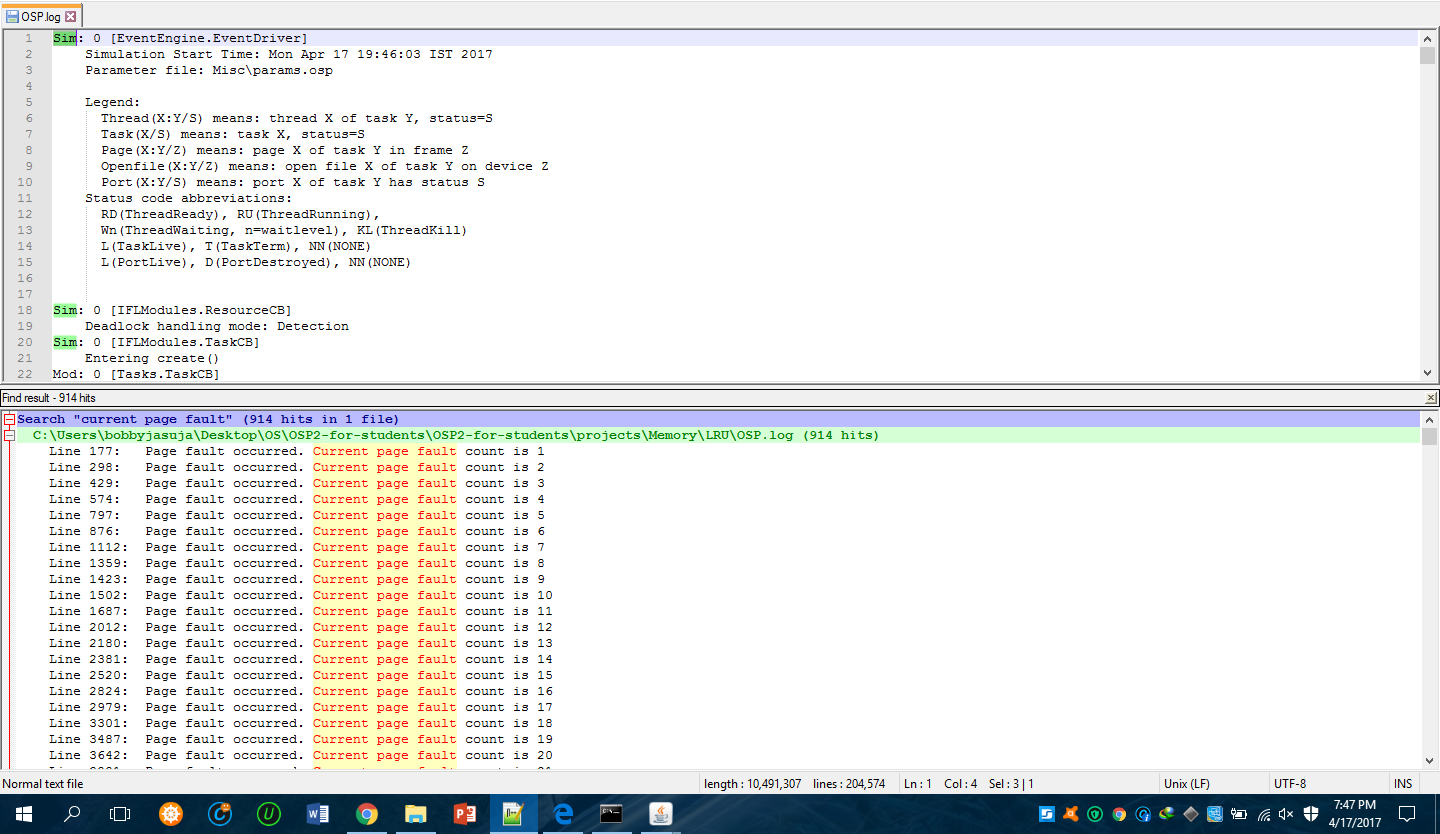 OSP.log
1 Sim: 0 [EventEngine.EventDriver]
2 Simulation Start Time: Mon Apr 17 19:46:03 IST 2017
3 Parameter file: Misc\params.osp
4
5 Legend:
6 Thread(X:Y/S) means: thread X of task Y, status=S
7 Task(X/S) means: task X, status=S
8 Page(X:Y/Z) means: page X of task Y in frame Z
9 Openfile(X:Y/Z) means: open file X of task Y on device Z
10 Port(X:Y/S) means: port X of task Y has status S
11 Status code abbreviations:
12 RD(ThreadReady), RU(ThreadRunning),
13 Wn(ThreadWaiting, n=waitlevel), KL(ThreadKill)
14 L(TaskLive), T(TaskTerm), NN(NONE)
15 L(PortLive), D(PortDestroyed), NN(NONE)
16
17
18 Sim: 0 [IFLModules.ResourceCB]
19 Deadlock handling mode: Detection
20 Sim: 0 [IFLModules.TaskCB]
21 Entering create()
22 Mod: 0 [Tasks.TaskCB]
Find result - 914 hits
Search "current page fault" (914 hits in 1 file)
C:\Users\bobbyjasuja\Desktop\OS\OSP2-for-students\OSP2-for-students\projects\Memory\LRU\OSP.log (914 hits)
Line 177: Page fault occurred. Current page fault count is 1
Line 298: Page fault occurred. Current page fault count is 2
Line 429: Page fault occurred. Current page fault count is 3
Line 574: Page fault occurred. Current page fault count is 4
Line 797: Page fault occurred. Current page fault count is 5
Line 876: Page fault occurred. Current page fault count is 6
Line 1112: Page fault occurred. Current page fault count is 7
Line 1359: Page fault occurred. Current page fault count is 8
Line 1423: Page fault occurred. Current page fault count is 9
Line 1502: Page fault occurred. Current page fault count is 10
Line 1687: Page fault occurred. Current page fault count is 11
Line 2012: Page fault occurred. Current page fault count is 12
Line 2180: Page fault occurred. Current page fault count is 13
Line 2381: Page fault occurred. Current page fault count is 14
Line 2520: Page fault occurred. Current page fault count is 15
Line 2824: Page fault occurred. Current page fault count is 16
Line 2979: Page fault occurred. Current page fault count is 17
Line 3301: Page fault occurred. Current page fault count is 18
Line 3487: Page fault occurred. Current page fault count is 19
Line 3642: Page fault occurred. Current page fault count is 20
Normal text file length : 10,491,307 lines : 204,574 Ln : 1 Col : 4 Sel : 3 | 1 Unix (LF) UTF-8 INS
7:47 PM
4/17/2017